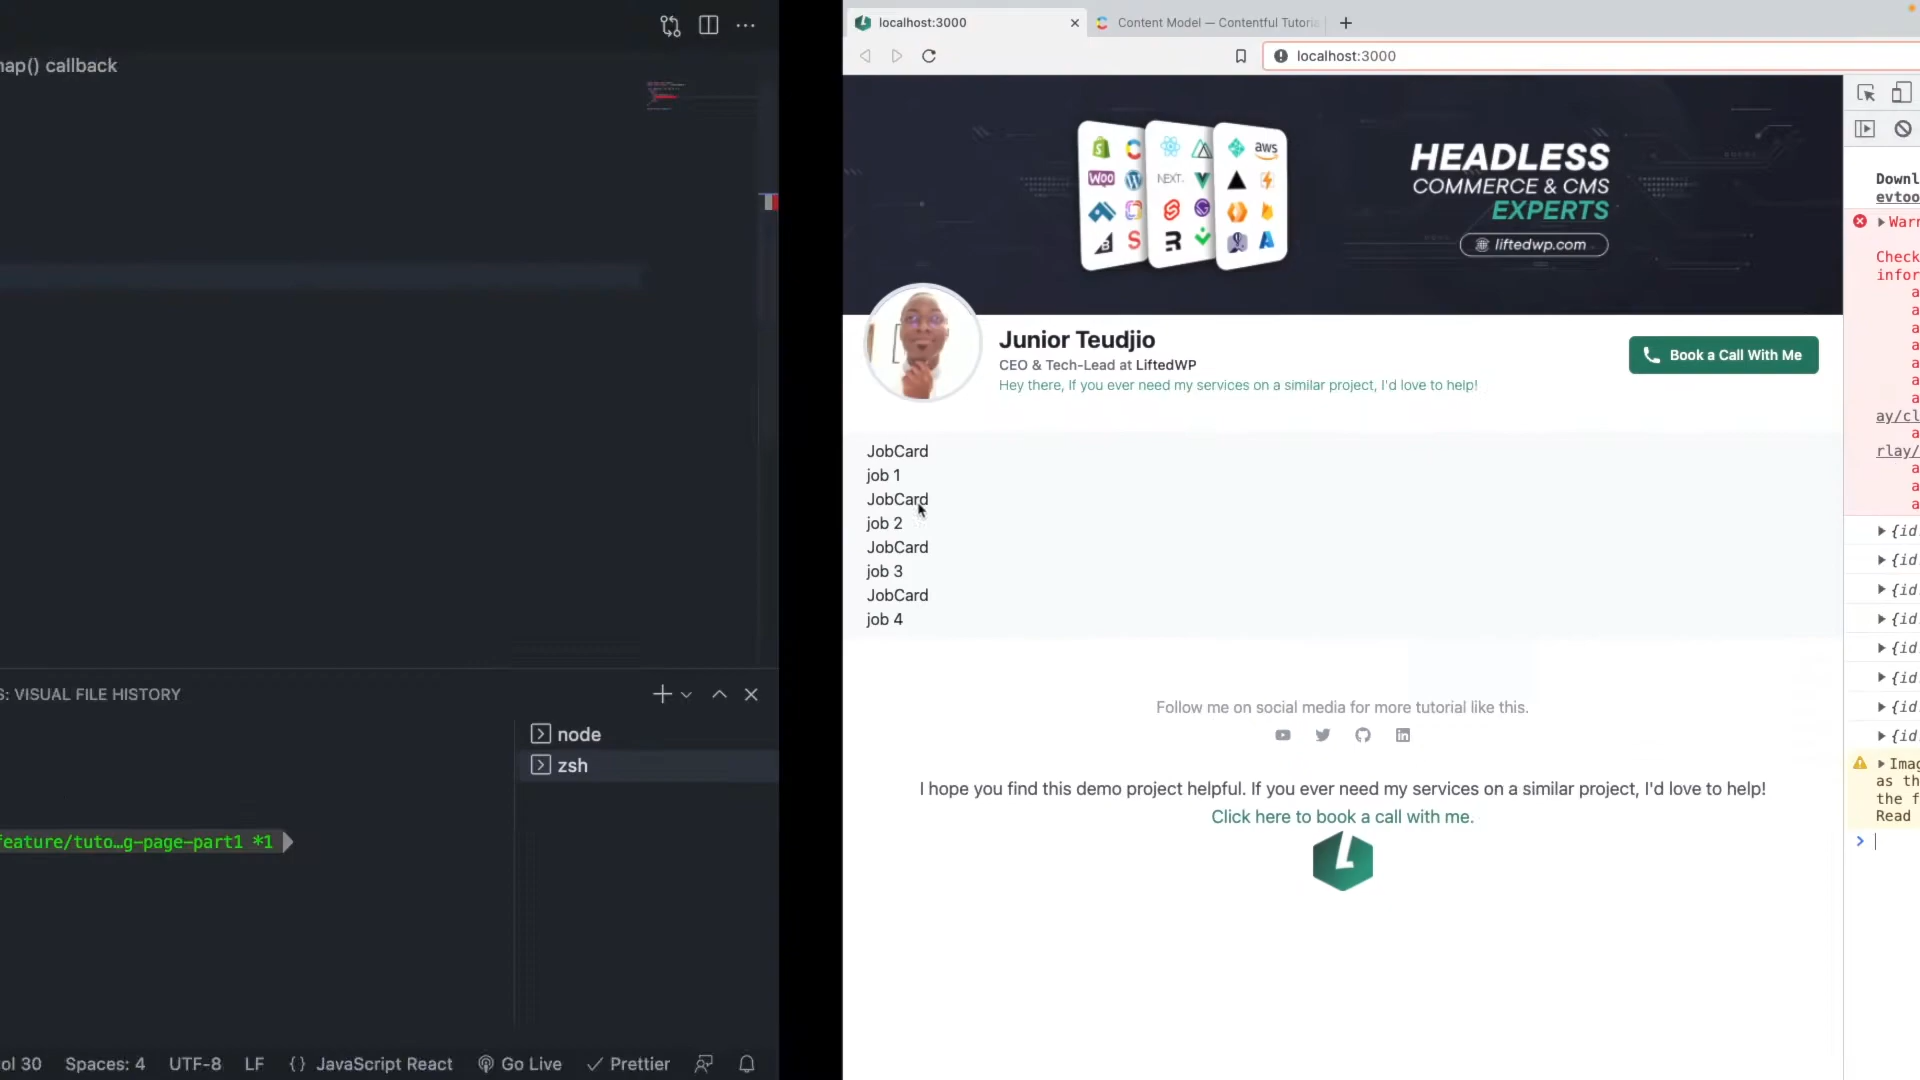 localhost:3000
Content Model — Contentful Tutori
localhost:3000
map() callback
WOO
NEXT.
aws
HEADLESS
COMMERCE & CMS
EXPERTS
liftedwp.com
Junior Teudjio
CEO & Tech-Lead at LiftedWP
Hey there, If you ever need my services on a similar project, I'd love to help!
Book a Call With Me
JobCard
job 1
JobCard
job 2
JobCard
job 3
JobCard
job 4
Follow me on social media for more tutorial like this.
I hope you find this demo project helpful. If you ever need my services on a similar project, I'd love to help!
Click here to book a call with me.
Downl
evtoo
Warn
Check
infor
a
a
a
a
a
a
a
ay/cl
a
rlay/
a
a
a
{id
{id
{id
{id
{id
{id
{id
{id
Imag
as th
the f
Read
S: VISUAL FILE HISTORY
node
zsh
feature/tuto…g-page-part1 *1
ol 30
Spaces: 4
UTF-8
LF
{} JavaScript React
Go Live
Prettier